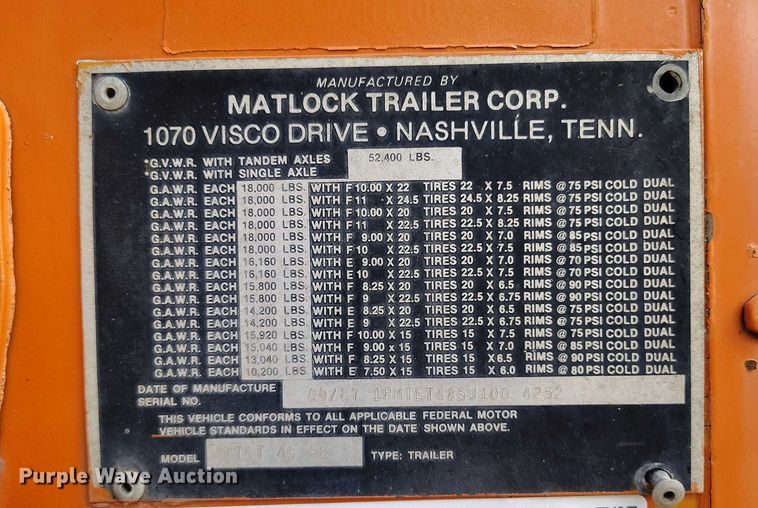 MANUFACTURED BY
MATLOCK TRAILER CORP.
1070 VISCO DRIVE • NASHVILLE, TENN.
*G.V.W.R. WITH TANDEM AXLES 52,400 LBS.
*G.V.W.R. WITH SINGLE AXLE
G.A.W.R. EACH 18,000 LBS. WITH F 10.00 X 22 TIRES 22 X 7.5 RIMS @ 75 PSI COLD DUAL
G.A.W.R. EACH 18,000 LBS. WITH F 11 X 24.5 TIRES 24.5 X 8.25 RIMS @ 75 PSI COLD DUAL
G.A.W.R. EACH 18,000 LBS. WITH F 10.00 X 20 TIRES 20 X 7.5 RIMS @ 75 PSI COLD DUAL
G.A.W.R. EACH 18,000 LBS. WITH F 11 X 22.5 TIRES 22.5 X 8.25 RIMS @ 75 PSI COLD DUAL
G.A.W.R. EACH 18,000 LBS. WITH F 9.00 X 20 TIRES 20 X 7.0 RIMS @ 85 PSI COLD DUAL
G.A.W.R. EACH 18,000 LBS. WITH F 10 X 22.5 TIRES 22.5 X 7.5 RIMS @ 85 PSI COLD DUAL
G.A.W.R. EACH 16,160 LBS. WITH E 9.00 X 20 TIRES 20 X 7.0 RIMS @ 70 PSI COLD DUAL
G.A.W.R. EACH 16,160 LBS. WITH E 10 X 22.5 TIRES 22.5 X 7.5 RIMS @ 70 PSI COLD DUAL
G.A.W.R. EACH 15,800 LBS. WITH F 8.25 X 20 TIRES 20 X 6.5 RIMS @ 90 PSI COLD DUAL
G.A.W.R. EACH 15,800 LBS. WITH F 9 X 22.5 TIRES 22.5 X 6.75 RIMS @ 90 PSI COLD DUAL
G.A.W.R. EACH 14,200 LBS. WITH E 8.25 X 20 TIRES 20 X 6.5 RIMS @ 75 PSI COLD DUAL
G.A.W.R. EACH 14,200 LBS. WITH E 9 X 22.5 TIRES 22.5 X 6.75 RIMS @ 75 PSI COLD DUAL
G.A.W.R. EACH 15,920 LBS. WITH F 10.00 X 15 TIRES 15 X 7.5 RIMS @ 75 PSI COLD DUAL
G.A.W.R. EACH 15,040 LBS. WITH F 9.00 X 15 TIRES 15 X 7.0 RIMS @ 85 PSI COLD DUAL
G.A.W.R. EACH 13,040 LBS. WITH F 8.25 X 15 TIRES 15 X 6.5 RIMS @ 90 PSI COLD DUAL
G.A.W.R. EACH 10,200 LBS. WITH E 7.50 X 15 TIRES 15 X 6.0 RIMS @ 80 PSI COLD DUAL
DATE OF MANUFACTURE 09/87 1RMTET485J100 4252
SERIAL NO.
THIS VEHICLE CONFORMS TO ALL APPLICABLE FEDERAL MOTOR
VEHICLE STANDARDS IN EFFECT ON THE DATE SHOWN ABOVE.
MODEL TYPE: TRAILER
Purple Wave Auction